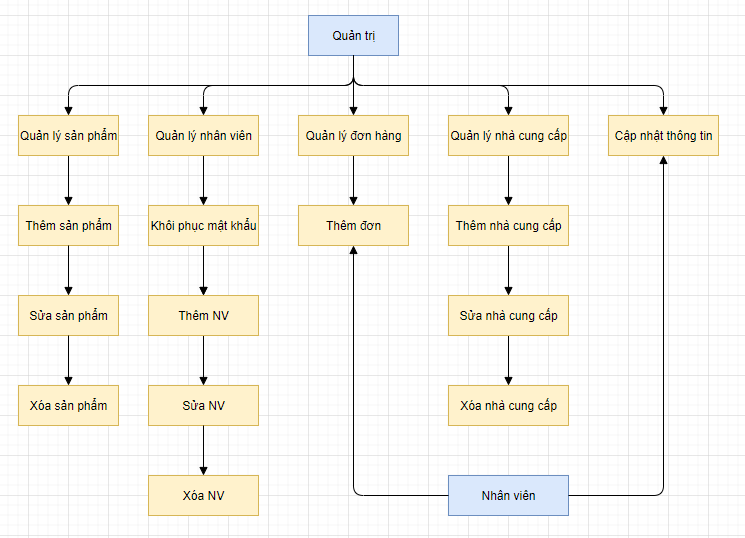 Quản trị
Quản lý sản phẩm
Quản lý nhân viên
Quản lý đơn hàng
Quản lý nhà cung cấp
Cập nhật thông tin
Thêm sản phẩm
Khôi phục mật khẩu
Thêm đơn
Thêm nhà cung cấp
Sửa sản phẩm
Thêm NV
Sửa nhà cung cấp
Xóa sản phẩm
Sửa NV
Xóa nhà cung cấp
Xóa NV
Nhân viên